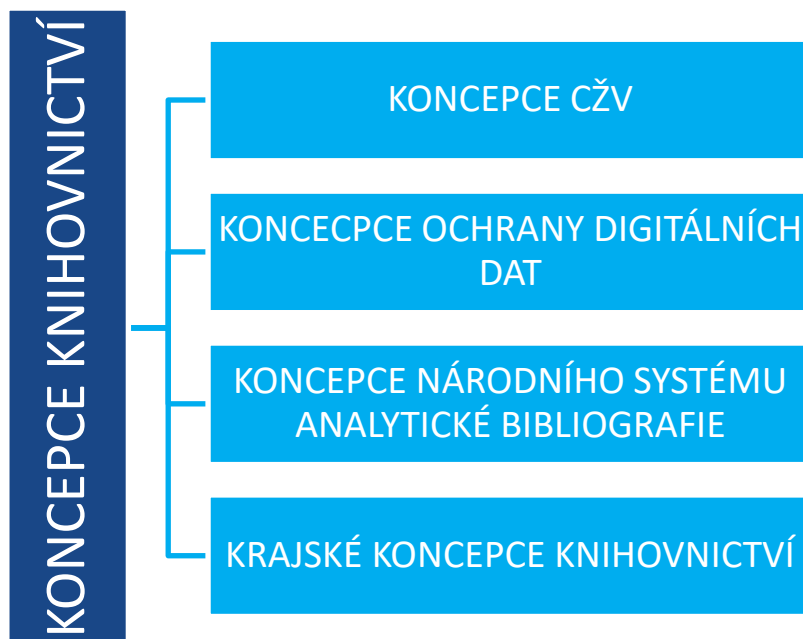 KONCEPCE KNIHOVNICTVÍ
KONCEPCE CŽV
KONCECPCE OCHRANY DIGITÁLNÍCH
DAT
KONCEPCE NÁRODNÍHO SYSTÉMU
ANALYTICKÉ BIBLIOGRAFIE
KRAJSKÉ KONCEPCE KNIHOVNICTVÍ